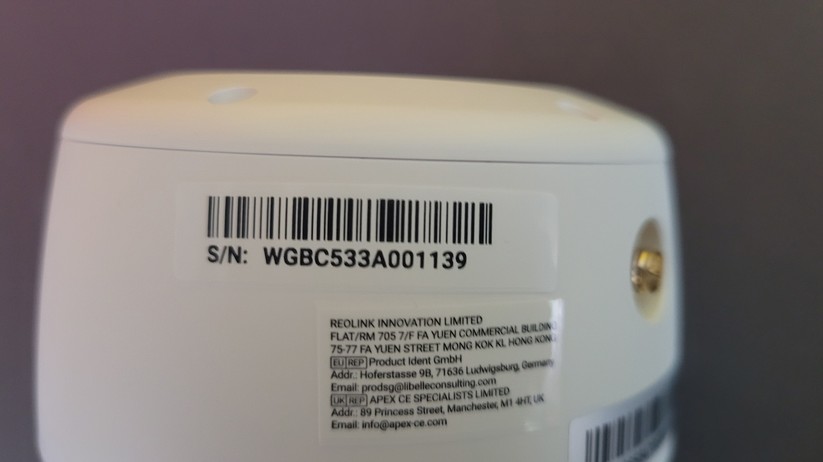 S/N: WGBC533A001139
REOLINK INNOVATION LIMITED
FLAT/RM 705 7/F FA YUEN COMMERCIAL BUILDING
75-77 FA YUEN STREET MONG KOK KL HONG KONG
EU REP Product Ident GmbH
Addr.: Hoferstasse 9B, 71636 Ludwigsburg, Germany
Email: prodsg@libelleconsulting.com
UK REP APEX CE SPECIALISTS LIMITED
Addr.: 89 Princess Street, Manchester, M1 4HT, UK
Email: info@apex-ce.com